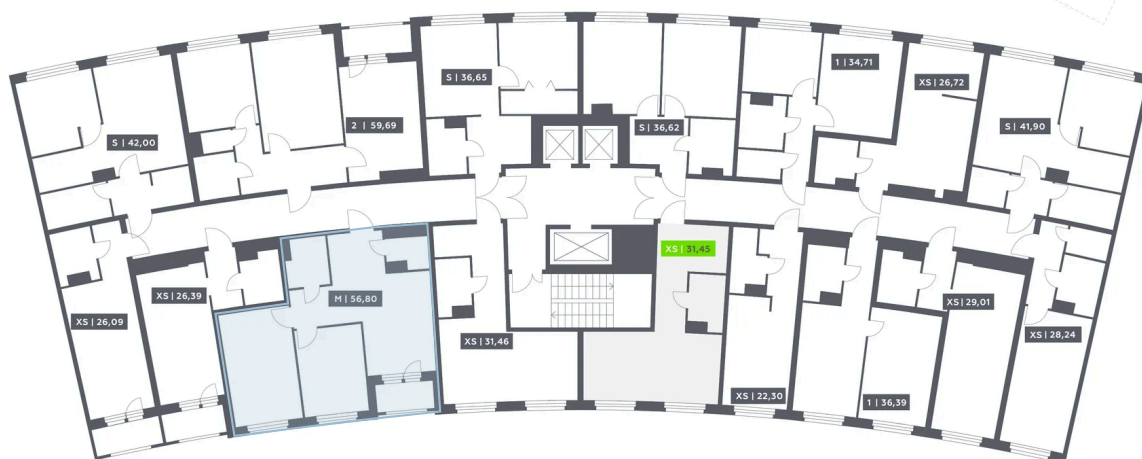 S | 42,00
2 | 59,69
S | 36,65
S | 36,62
1 | 34,71
XS | 26,72
S | 41,90
XS | 26,09
XS | 26,39
M | 56,80
XS | 31,46
XS | 31,45
XS | 22,30
1 | 36,39
XS | 29,01
XS | 28,24